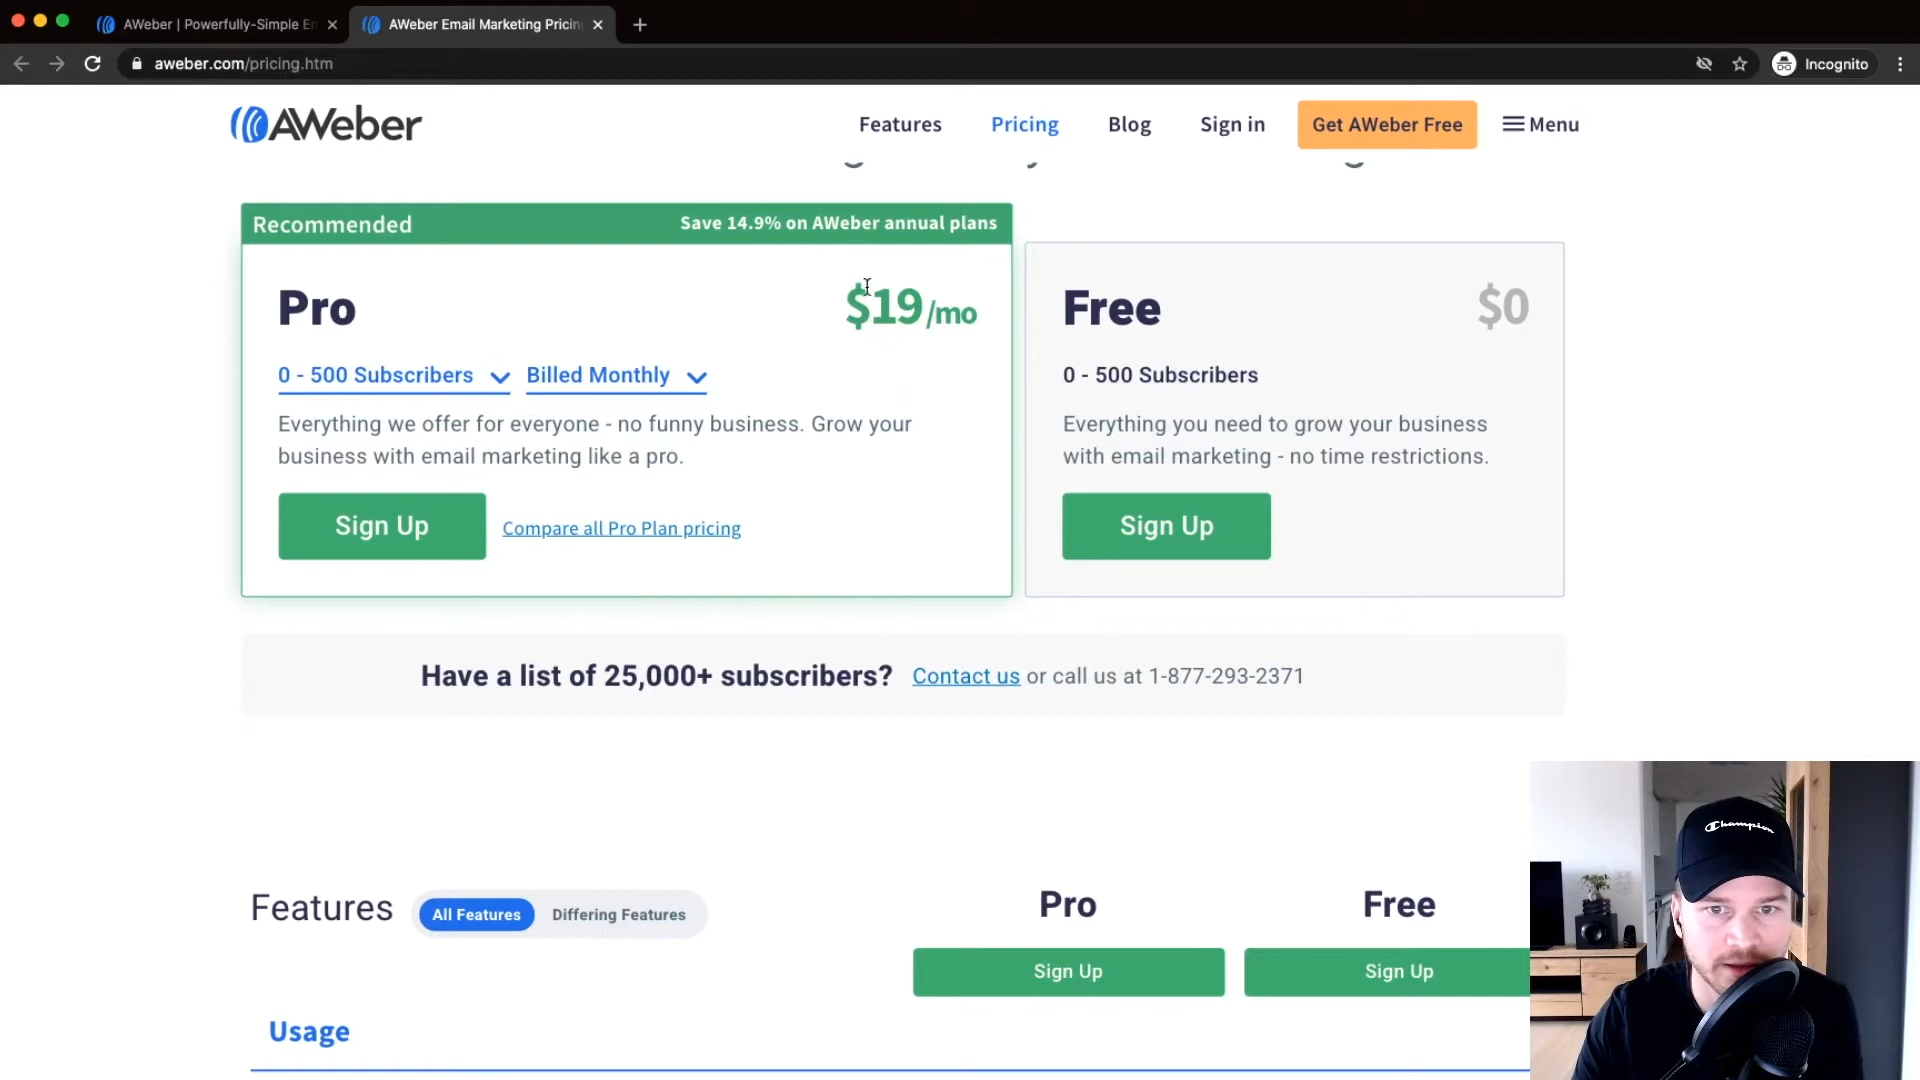 AWeber | Powerfully-Simple E
AWeber Email Marketing Pricin
aweber.com/pricing.htm
Incognito
AWeber
Features
Pricing
Blog
Sign in
Get AWeber Free
Menu
Recommended
Save 14.9% on AWeber annual plans
Pro
$19/mo
0 - 500 Subscribers
Billed Monthly
Everything we offer for everyone - no funny business. Grow your
business with email marketing like a pro.
Sign Up
Compare all Pro Plan pricing
Free
$0
0 - 500 Subscribers
Everything you need to grow your business
with email marketing - no time restrictions.
Sign Up
Have a list of 25,000+ subscribers? Contact us or call us at 1-877-293-2371
Features
All Features
Differing Features
Pro
Free
Sign Up
Sign Up
Usage
Champion